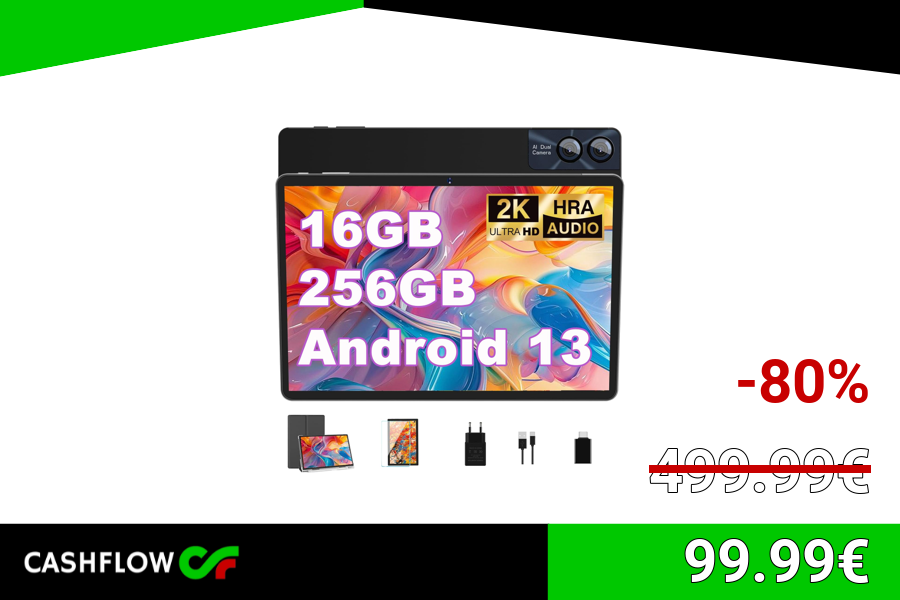 AI Dual
Camera
16GB
256GB
Android 13
2K
ULTRA HD
HRA
AUDIO
-80%
499.99€
CASHFLOW
99.99€